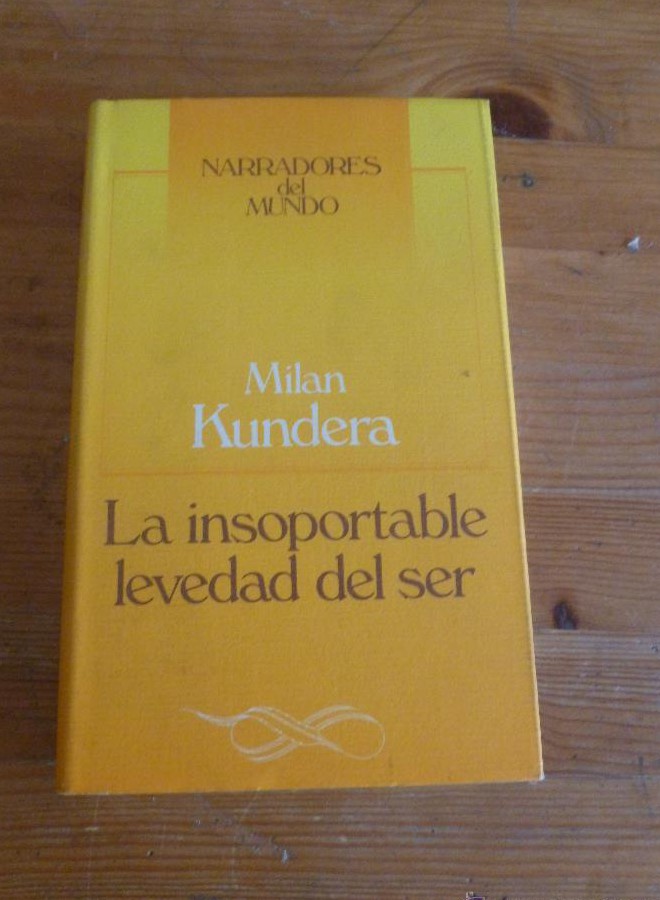 NARRADORES
del
MUNDO
Milan
Kundera
La insoportable
levedad del ser